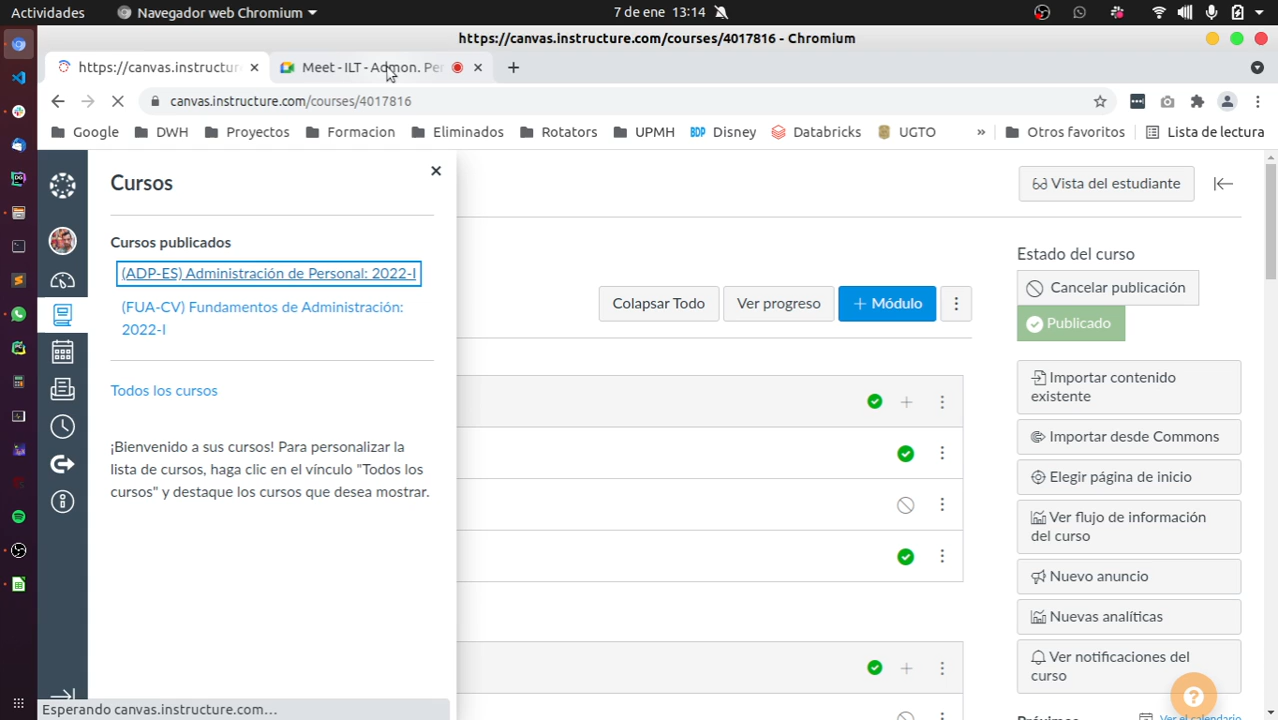 Actividades
Navegador web Chromium
7 de ene 13:14
https://canvas.instructure.com/courses/4017816 - Chromium
https://canvas.instructur
Meet - ILT - Admon. Per
canvas.instructure.com/courses/4017816
Google
DWH
Proyectos
Formacion
Eliminados
Rotators
UPMH
BDP Disney
Databricks
UGTO
»
Otros favoritos
Lista de lectura
Cursos
Cursos publicados
(ADP-ES) Administración de Personal: 2022-I
(FUA-CV) Fundamentos de Administración:
2022-I
Todos los cursos
¡Bienvenido a sus cursos! Para personalizar la
lista de cursos, haga clic en el vínculo "Todos los
cursos" y destaque los cursos que desea mostrar.
Colapsar Todo
Ver progreso
+ Módulo
Vista del estudiante
Estado del curso
Cancelar publicación
Publicado
Importar contenido
existente
Importar desde Commons
Elegir página de inicio
Ver flujo de información
del curso
Nuevo anuncio
Nuevas analíticas
Ver notificaciones del
curso
Próximos
Ver el calendario
Esperando canvas.instructure.com...